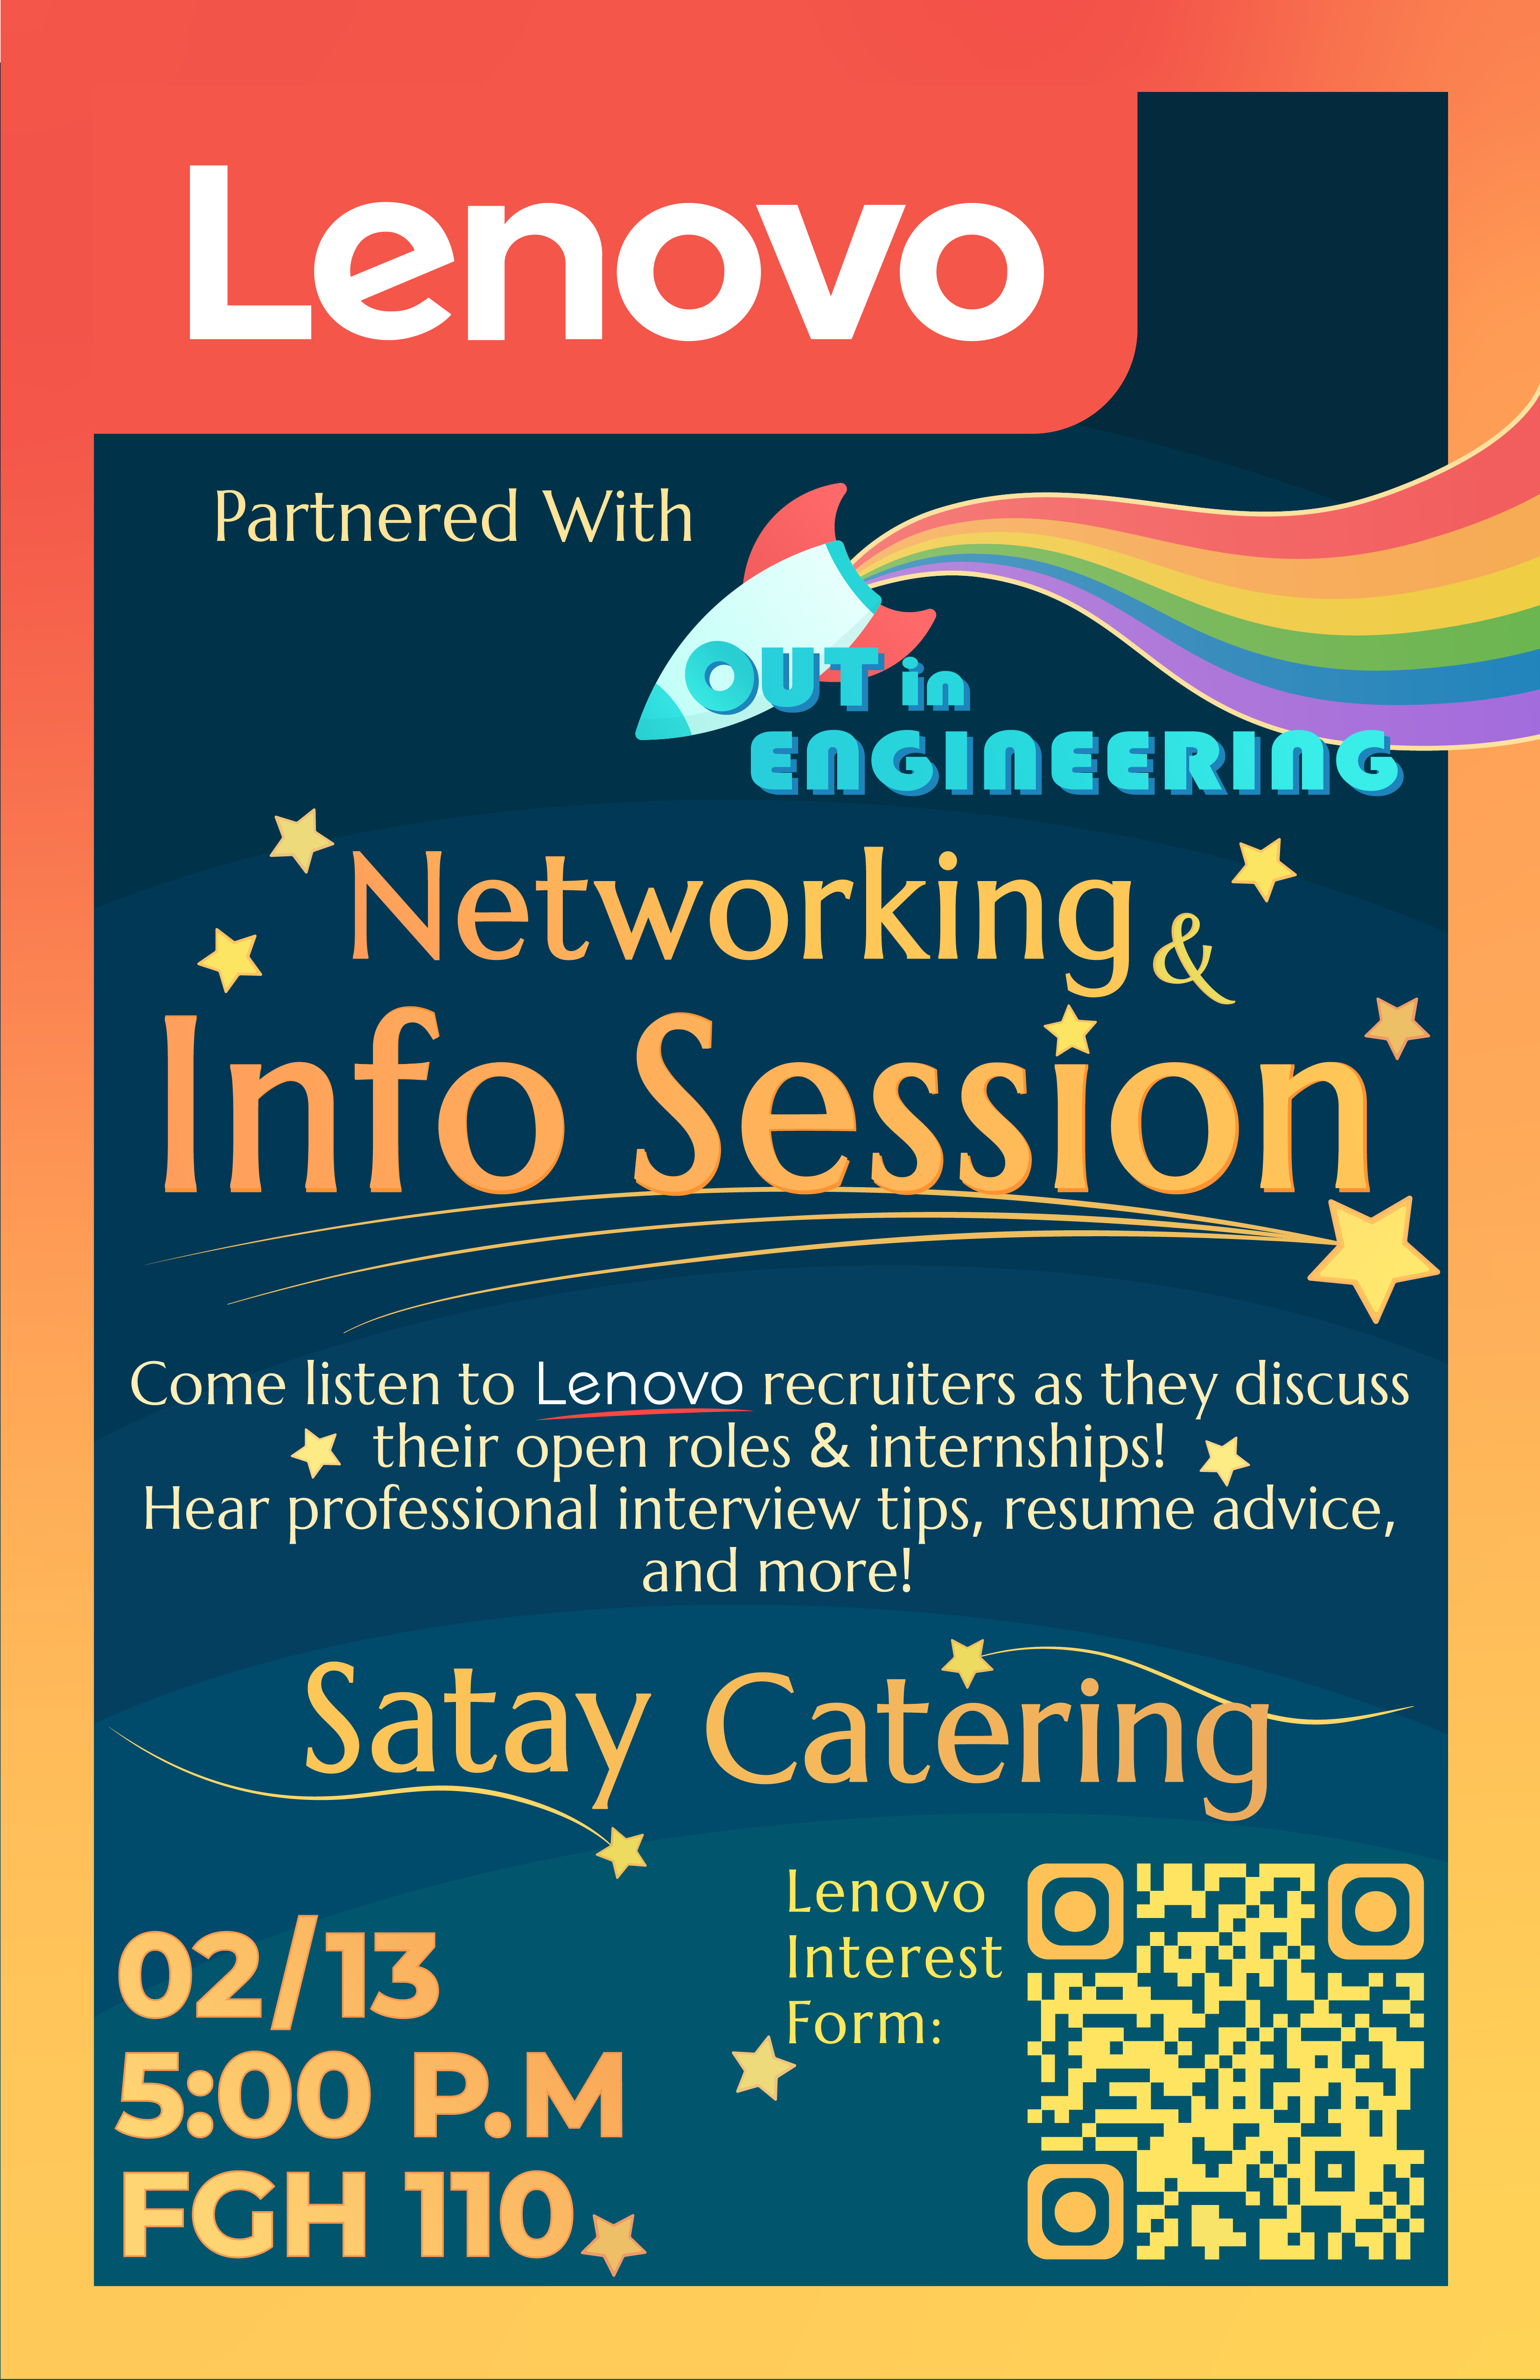 Lenovo
Partnered With
OUT in
ENGINEERING
Networking &
Info Session
Come listen to Lenovo recruiters as they discuss
their open roles & internships!
Hear professional interview tips, resume advice,
and more!
Satay Catering
Lenovo
Interest
Form:
02/13
5:00 P.M
FGH 110